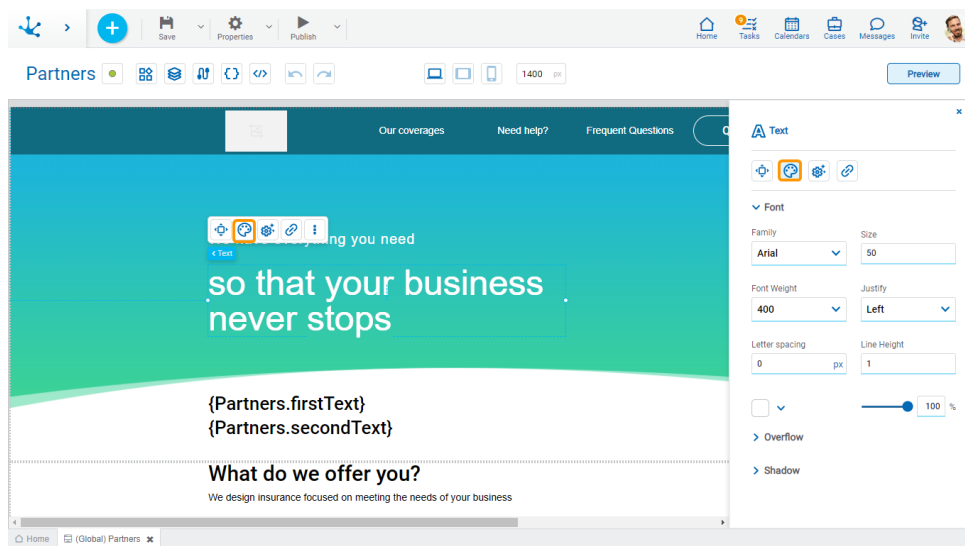 Save
Properties
Publish
Home
9
Tasks
Calendars
Cases
Messages
Invite
Partners
1400 px
Preview
Our coverages
Need help?
Frequent Questions
Text
Font
Family
Size
Arial
50
Font Weight
Justify
400
Left
Letter spacing
Line Height
0 px
1
100 %
Overflow
Shadow
everything you need
Text
so that your business
never stops
{Partners.firstText}
{Partners.secondText}
What do we offer you?
We design insurance focused on meeting the needs of your business
Home
(Global) Partners